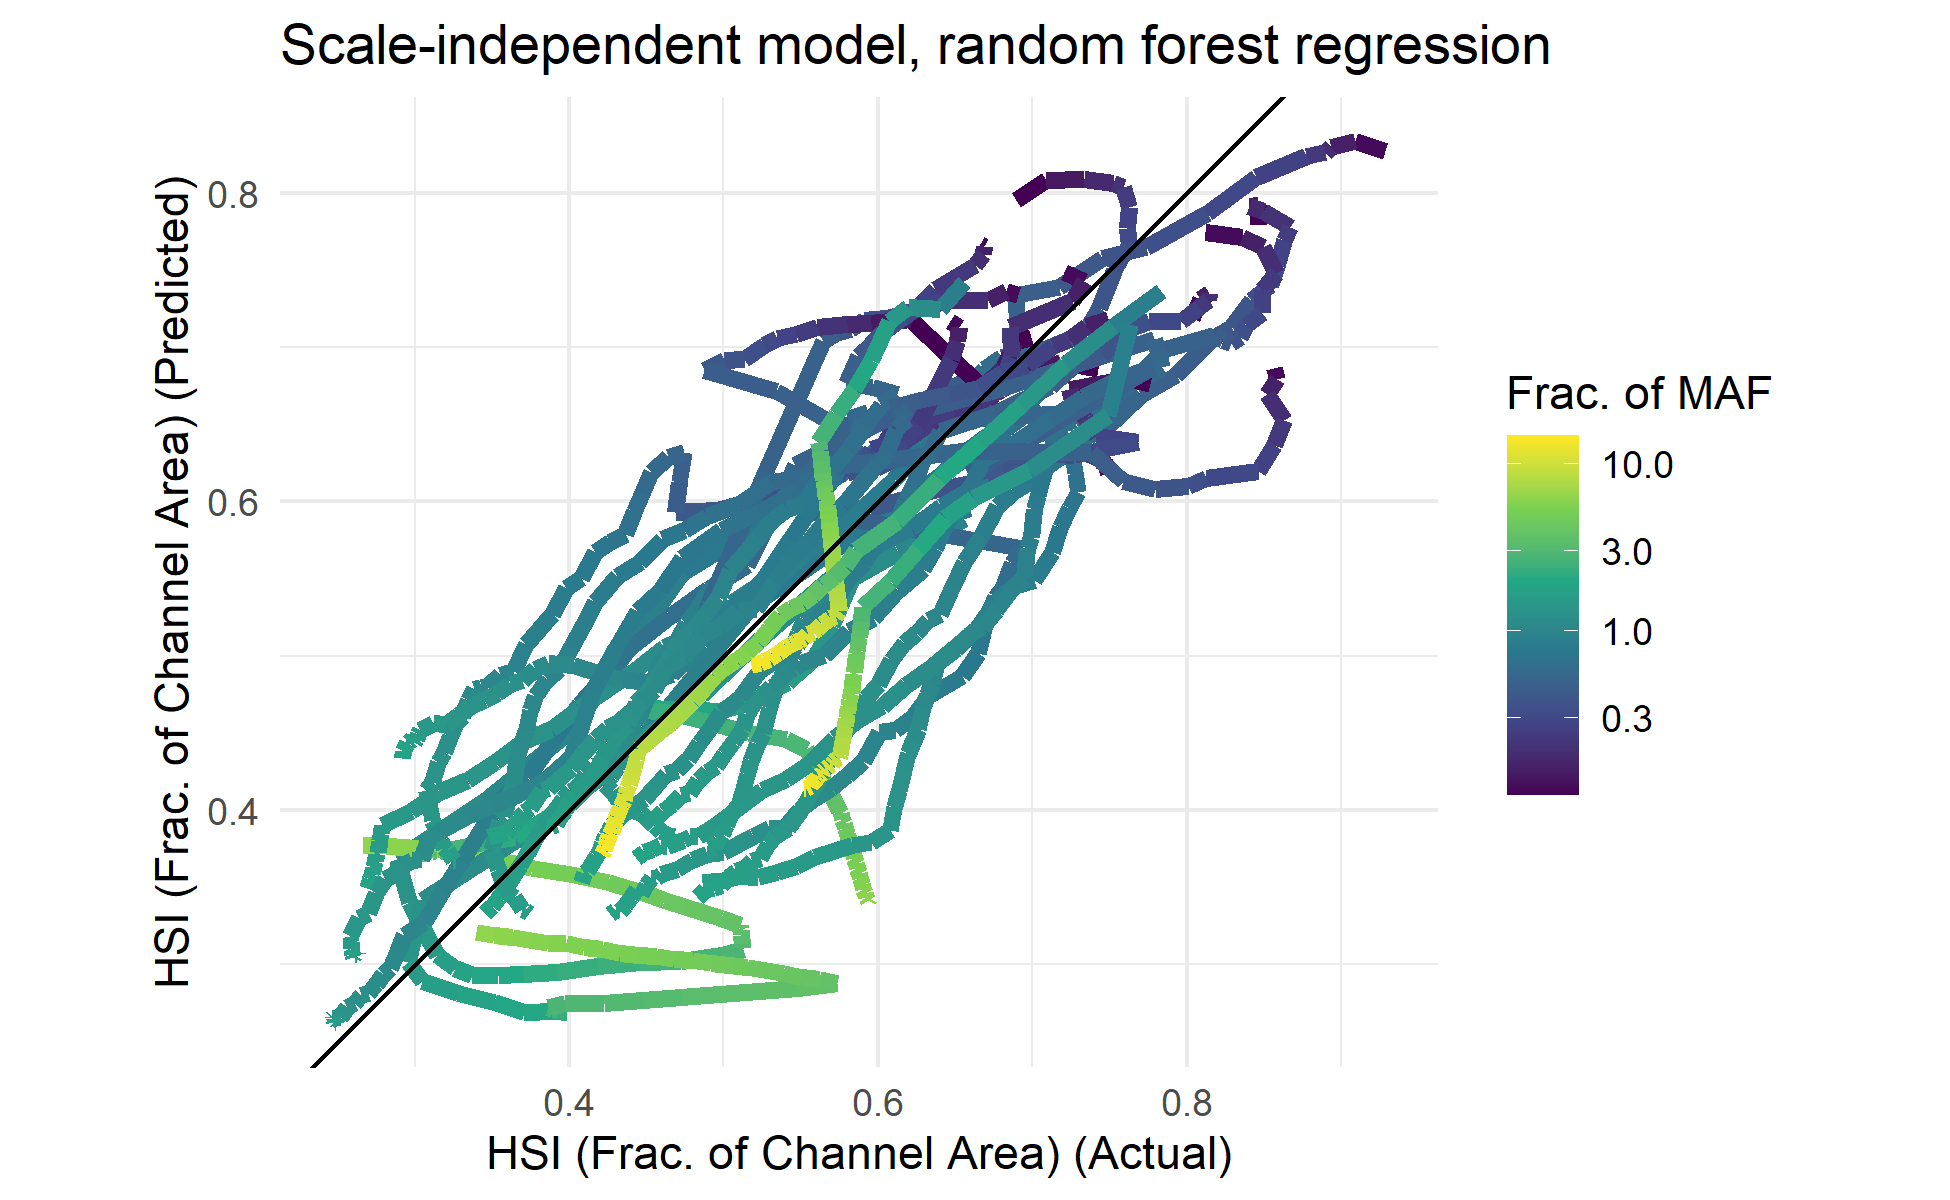 Scale-independent model, random forest regression
HSI (Frac. of Channel Area) (Predicted)
0.8
0.6
0.4
0.4
0.6
0.8
HSI (Frac. of Channel Area) (Actual)
Frac. of MAF
10.0
3.0
1.0
0.3